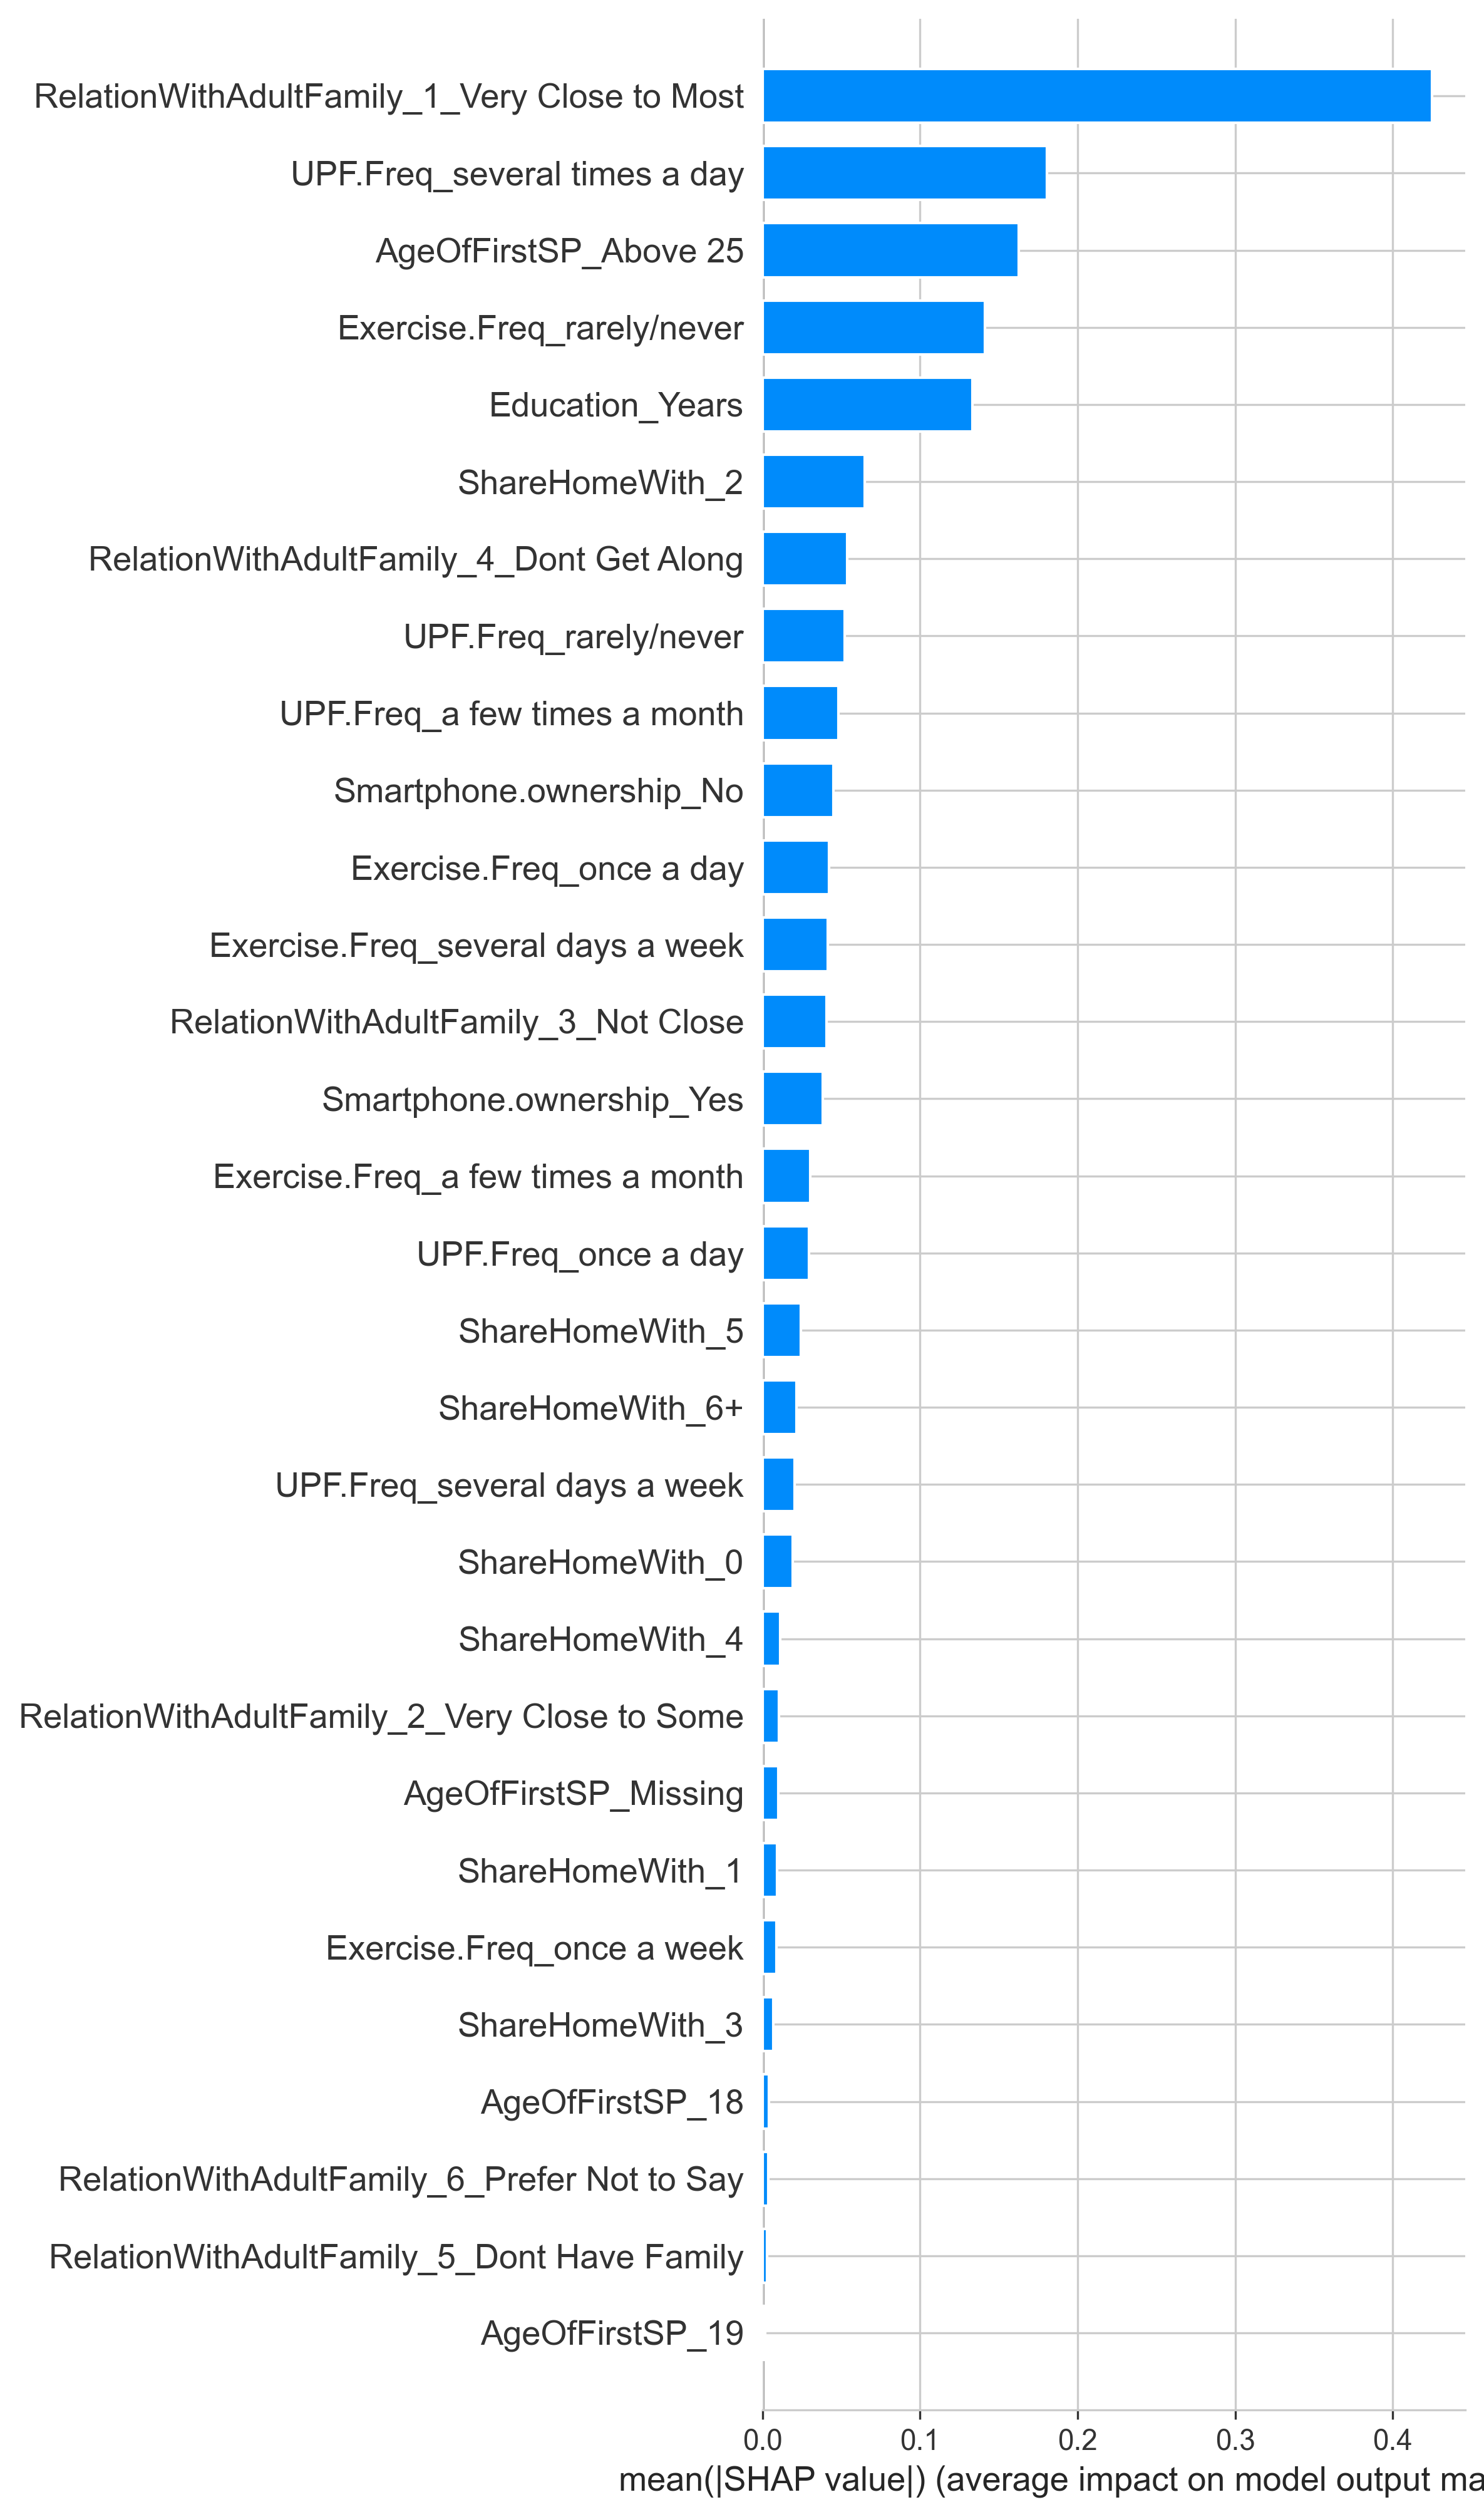 RelationWithAdultFamily_1_Very Close to Most
UPF.Freq_several times a day
AgeOfFirstSP_Above 25
Exercise.Freq_rarely/never
Education_Years
ShareHomeWith_2
RelationWithAdultFamily_4_Dont Get Along
UPF.Freq_rarely/never
UPF.Freq_a few times a month
Smartphone.ownership_No
Exercise.Freq_once a day
Exercise.Freq_several days a week
RelationWithAdultFamily_3_Not Close
Smartphone.ownership_Yes
Exercise.Freq_a few times a month
UPF.Freq_once a day
ShareHomeWith_5
ShareHomeWith_6+
UPF.Freq_several days a week
ShareHomeWith_0
ShareHomeWith_4
RelationWithAdultFamily_2_Very Close to Some
AgeOfFirstSP_Missing
ShareHomeWith_1
Exercise.Freq_once a week
ShareHomeWith_3
AgeOfFirstSP_18
RelationWithAdultFamily_6_Prefer Not to Say
RelationWithAdultFamily_5_Dont Have Family
AgeOfFirstSP_19
0.0 0.1 0.2 0.3 0.4
mean(|SHAP value|) (average impact on model output ma